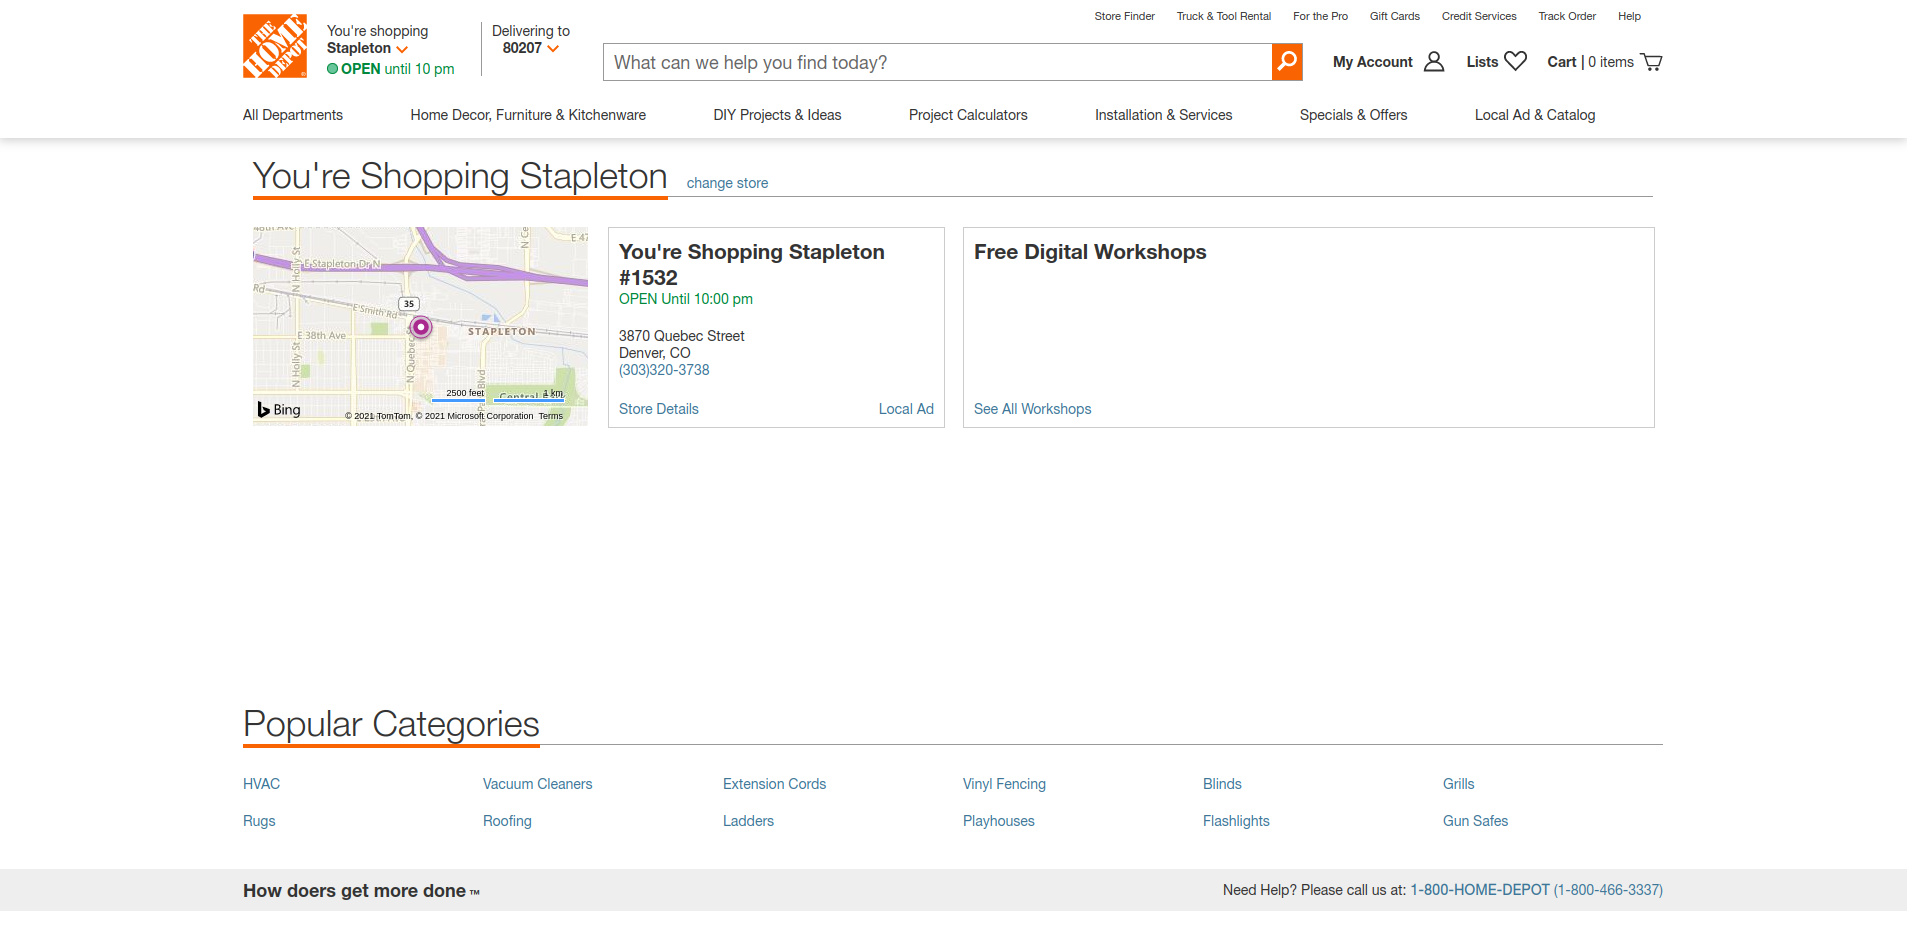 Store Finder Truck & Tool Rental For the Pro Gift Cards Credit Services Track Order Help
THE HOME DEPOT
You're shopping
Stapleton
OPEN until 10 pm
Delivering to
80207
What can we help you find today?
My Account Lists Cart | 0 items
All Departments Home Decor, Furniture & Kitchenware DIY Projects & Ideas Project Calculators Installation & Services Specials & Offers Local Ad & Catalog
You're Shopping Stapleton change store
N Holly St
E Stapleton Dr N
E 47
N Ce
Rd
35
E Smith Rd
E 38th Ave
STAPLETON
N Holly St
N Quebec S
Blvd
2500 feet 1 km
Bing
© 2021 TomTom, © 2021 Microsoft Corporation Terms
You're Shopping Stapleton
#1532
OPEN Until 10:00 pm
3870 Quebec Street
Denver, CO
(303)320-3738
Store Details Local Ad
Free Digital Workshops
See All Workshops
Popular Categories
HVAC Vacuum Cleaners Extension Cords Vinyl Fencing Blinds Grills
Rugs Roofing Ladders Playhouses Flashlights Gun Safes
How doers get more done ™
Need Help? Please call us at: 1-800-HOME-DEPOT (1-800-466-3337)